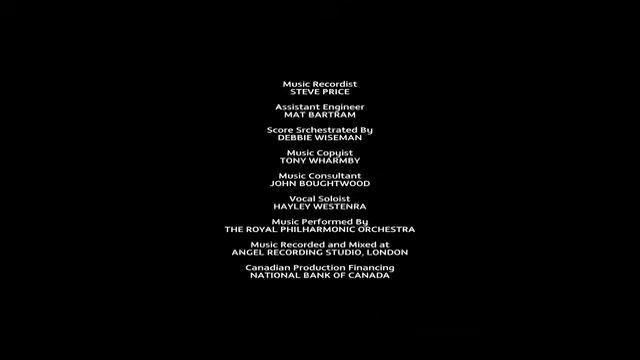 Music Recordist
STEVE PRICE
Assistant Engineer
MAT BARTRAM
Score Srchestrated By
DEBBIE WISEMAN
Music Copyist
TONY WHARMBY
Music Consultant
JOHN BOUGHTWOOD
Vocal Soloist
HAYLEY WESTENRA
Music Performed By
THE ROYAL PHILHARMONIC ORCHESTRA
Music Recorded and Mixed at
ANGEL RECORDING STUDIO, LONDON
Canadian Production Financing
NATIONAL BANK OF CANADA